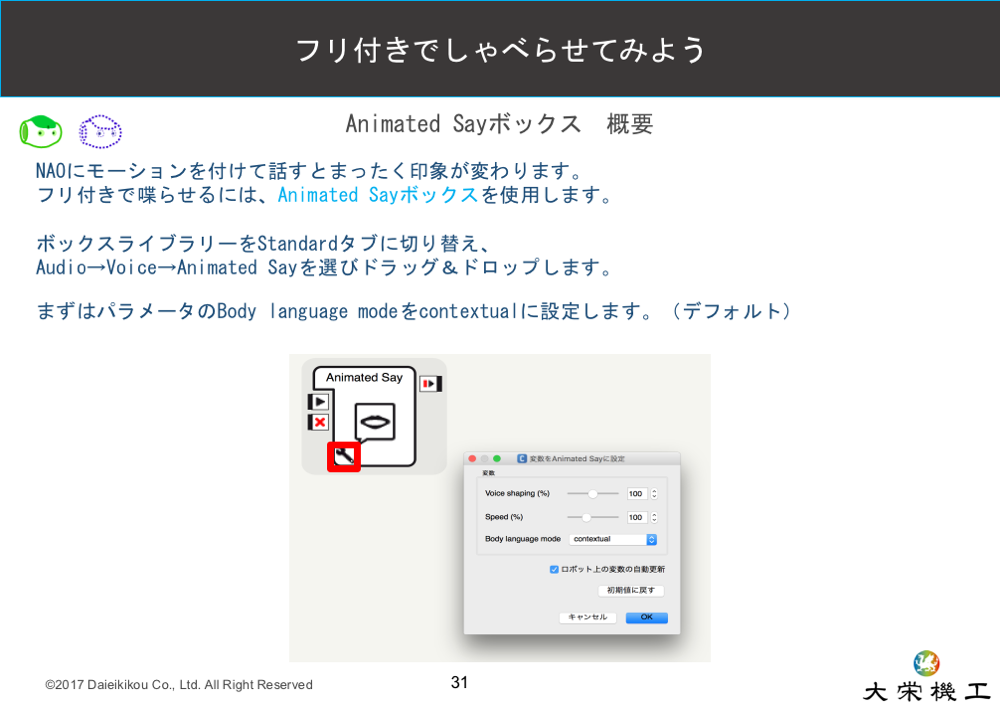 フリ付きでしゃべらせてみよう
Animated Sayボックス　概要
NAOにモーションを付けて話すとまったく印象が変わります。
フリ付きで喋らせるには、Animated Sayボックスを使用します。
ボックスライブラリーをStandardタブに切り替え、
Audio→Voice→Animated Sayを選びドラッグ＆ドロップします。
まずはパラメータのBody language modeをcontextualに設定します。（デフォルト）
Animated Say
変数をAnimated Sayに設定
変数
Voice shaping (%) 100
Speed (%) 100
Body language mode contextual
ロボット上の変数の自動更新
初期値に戻す
キャンセル OK
©2017 Daieikikou Co., Ltd. All Right Reserved
31
大栄機工